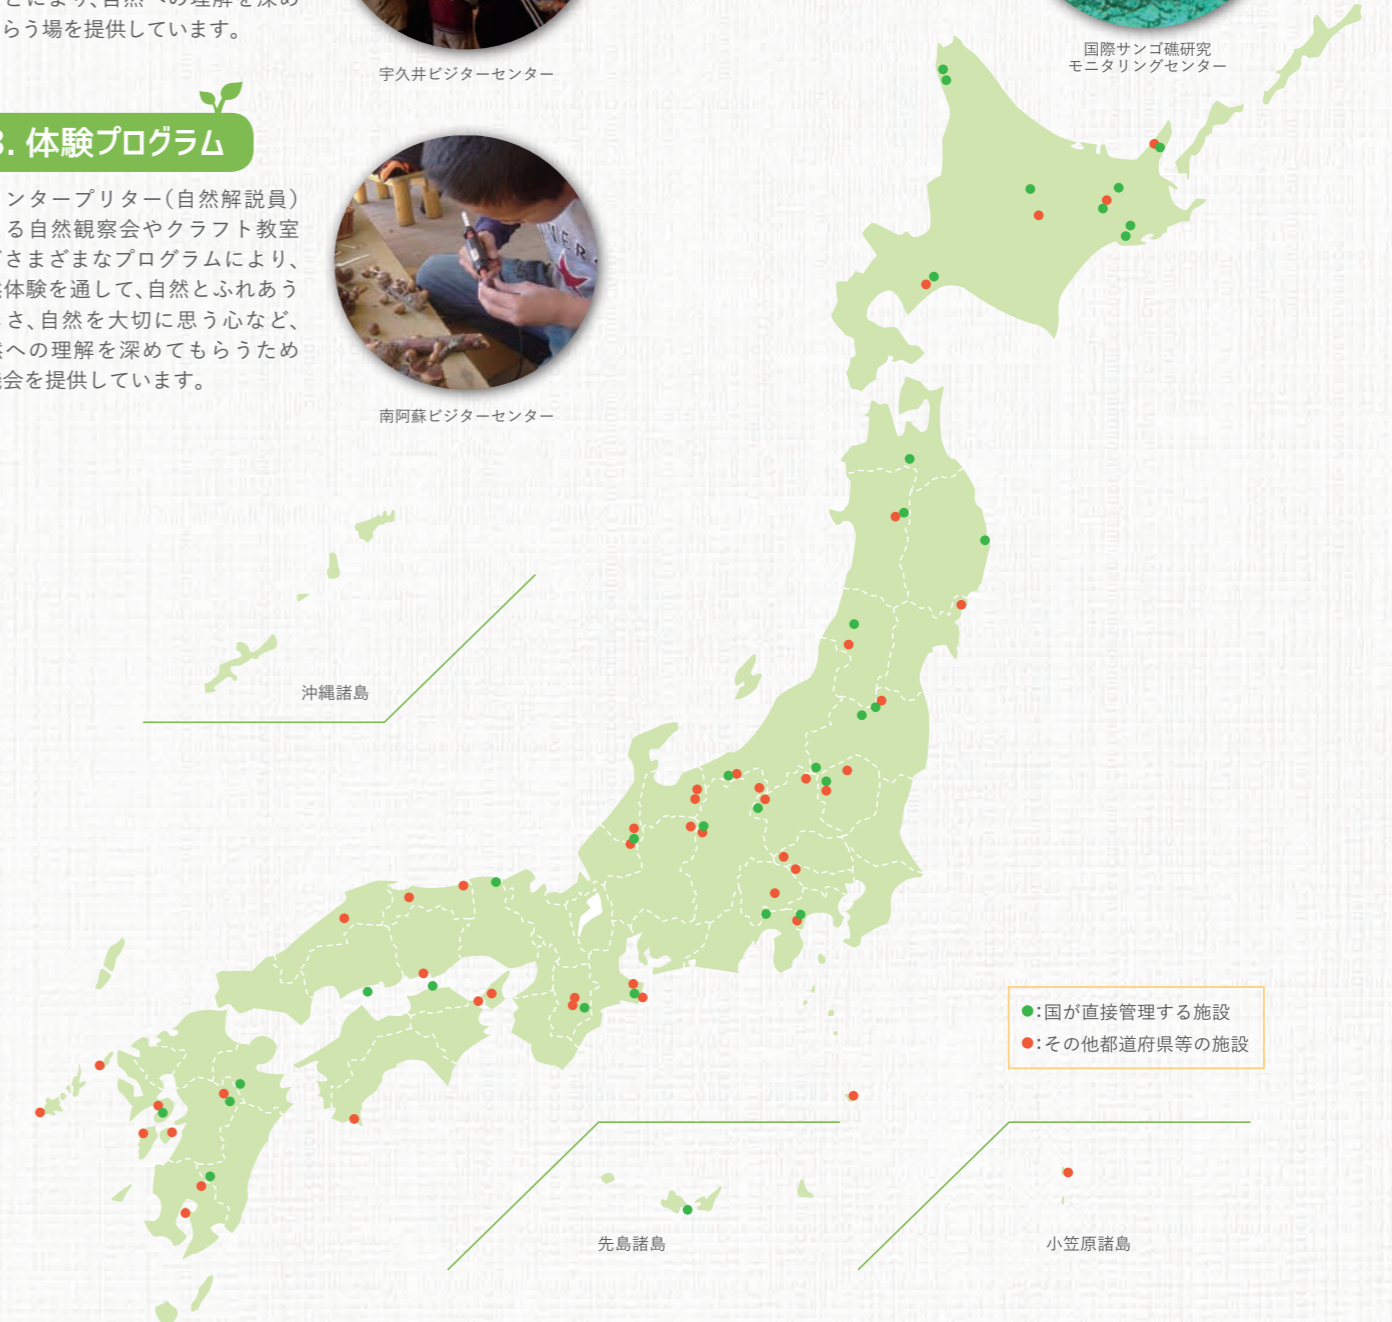 らう場を提供しています。
3. 体験プログラム
ンタープリター(自然解説員)
る自然観察会やクラフト教室
さまざまなプログラムにより、
体験を通して、自然とふれあう
さ、自然を大切に思う心など、
への理解を深めてもらうため
会を提供しています。
宇久井ビジターセンター
南阿蘇ビジターセンター
国際サンゴ礁研究
モニタリングセンター
沖縄諸島
●:国が直接管理する施設
●:その他都道府県等の施設
先島諸島
小笠原諸島